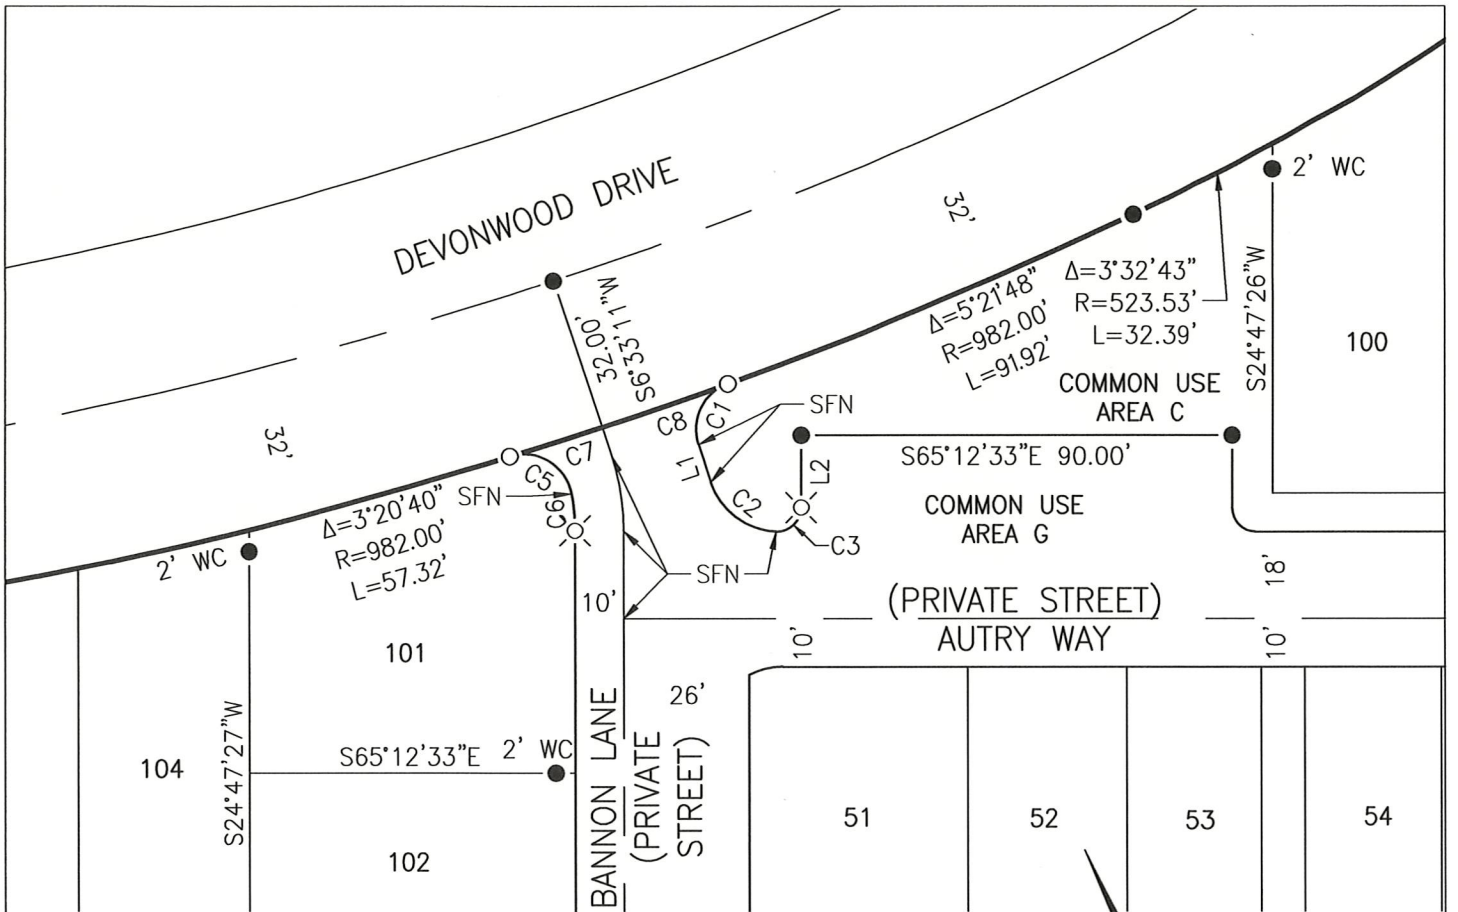 DEVONWOOD DRIVE
32'
2' WC
S6°33'11"W
32.00'
Δ=5°21'48"
R=982.00'
L=91.92'
Δ=3°32'43"
R=523.53'
L=32.39'
S24°47'26"W
100
COMMON USE
AREA C
SFN
C8
C1
32'
C7
C5
SFN
C6
L1
C2
L2
S65°12'33"E 90.00'
COMMON USE
AREA G
C3
Δ=3°20'40"
R=982.00'
L=57.32'
2' WC
SFN
10'
18'
(PRIVATE STREET)
AUTRY WAY
10'
10'
101
26'
BANNON LANE
(PRIVATE
STREET)
S24°47'27"W
104
S65°12'33"E
2' WC
102
51
52
53
54